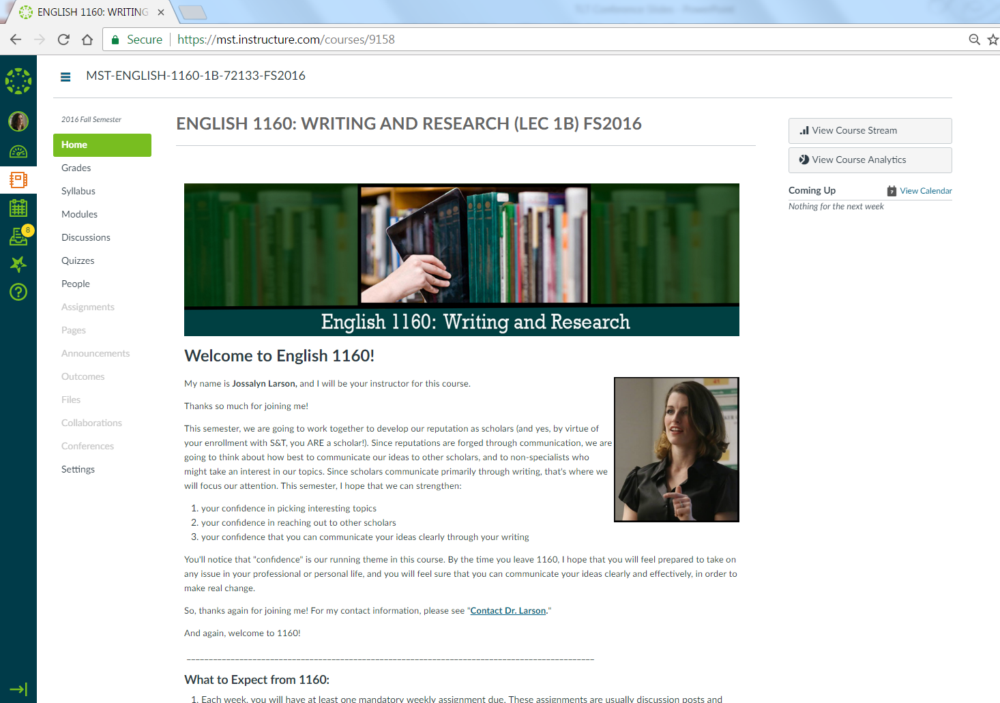 ENGLISH 1160: WRITING
Secure
https://mst.instructure.com/courses/9158
MST-ENGLISH-1160-1B-72133-FS2016
8
2016 Fall Semester
Home
Grades
Syllabus
Modules
Discussions
Quizzes
People
Assignments
Pages
Announcements
Outcomes
Files
Collaborations
Conferences
Settings
ENGLISH 1160: WRITING AND RESEARCH (LEC 1B) FS2016
English 1160: Writing and Research
Welcome to English 1160!
My name is Jossalyn Larson, and I will be your instructor for this course.
Thanks so much for joining me!
This semester, we are going to work together to develop our reputation as scholars (and yes, by virtue of
your enrollment with S&T, you ARE a scholar!). Since reputations are forged through communication, we are
going to think about how best to communicate our ideas to other scholars, and to non-specialists who
might take an interest in our topics. Since scholars communicate primarily through writing, that's where we
will focus our attention. This semester, I hope that we can strengthen:
1. your confidence in picking interesting topics
2. your confidence in reaching out to other scholars
3. your confidence that you can communicate your ideas clearly through your writing
You'll notice that "confidence" is our running theme in this course. By the time you leave 1160, I hope that you will feel prepared to take on
any issue in your professional or personal life, and you will feel sure that you can communicate your ideas clearly and effectively, in order to
make real change.
So, thanks again for joining me! For my contact information, please see "Contact Dr. Larson."
And again, welcome to 1160!
What to Expect from 1160:
1. Each week, you will have at least one mandatory weekly assignment due. These assignments are usually discussion posts and
View Course Stream
View Course Analytics
Coming Up
7
View Calendar
Nothing for the next week